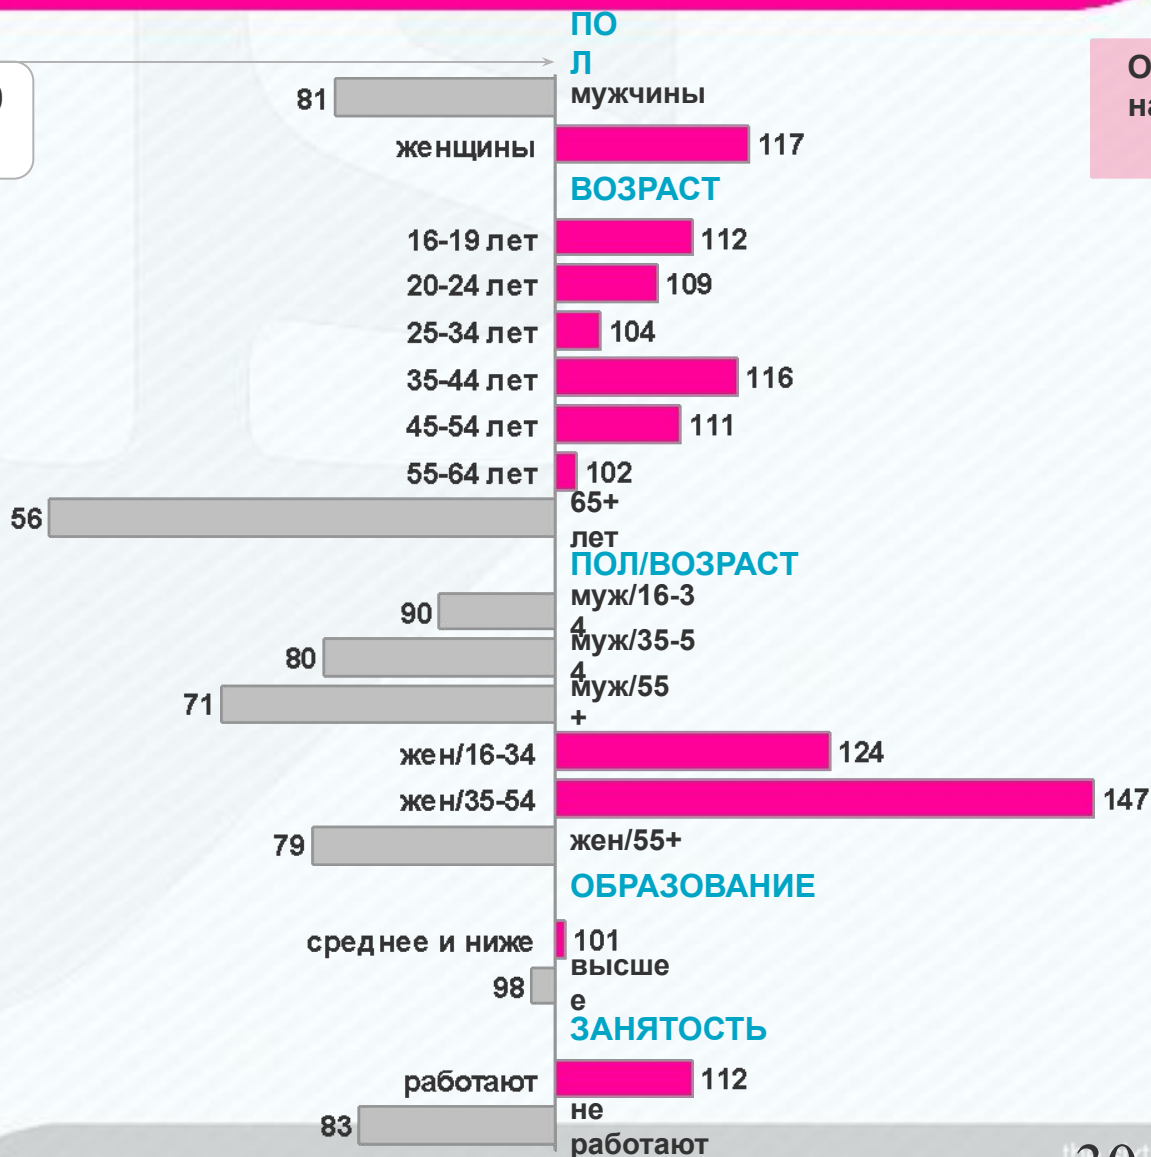 ПО
Л
)
О
на
81 мужчины
женщины 117
ВОЗРАСТ
16-19 лет 112
20-24 лет 109
25-34 лет 104
35-44 лет 116
45-54 лет 111
55-64 лет 102
56 65+
лет
ПОЛ/ВОЗРАСТ
90 муж/16-3
4
80 муж/35-5
4
71 муж/55
+
жен/16-34 124
жен/35-54 147
79 жен/55+
ОБРАЗОВАНИЕ
среднее и ниже 101
98 высше
е
ЗАНЯТОСТЬ
работают 112
83 не
работают